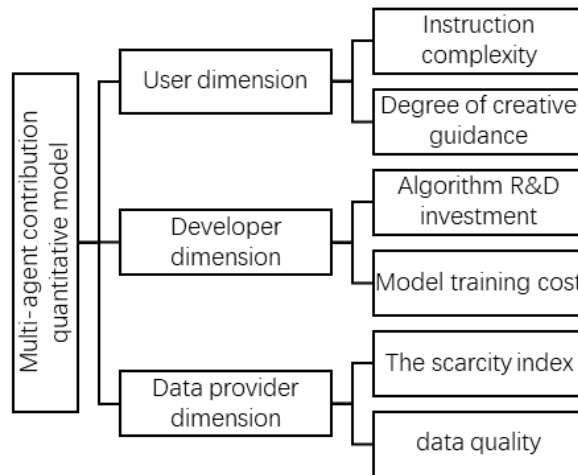 Multi-agent contribution
quantitative model
User dimension
Instruction
complexity
Degree of creative
guidance
Developer
dimension
Algorithm R&D
investment
Model training cost
Data provider
dimension
The scarcity index
data quality